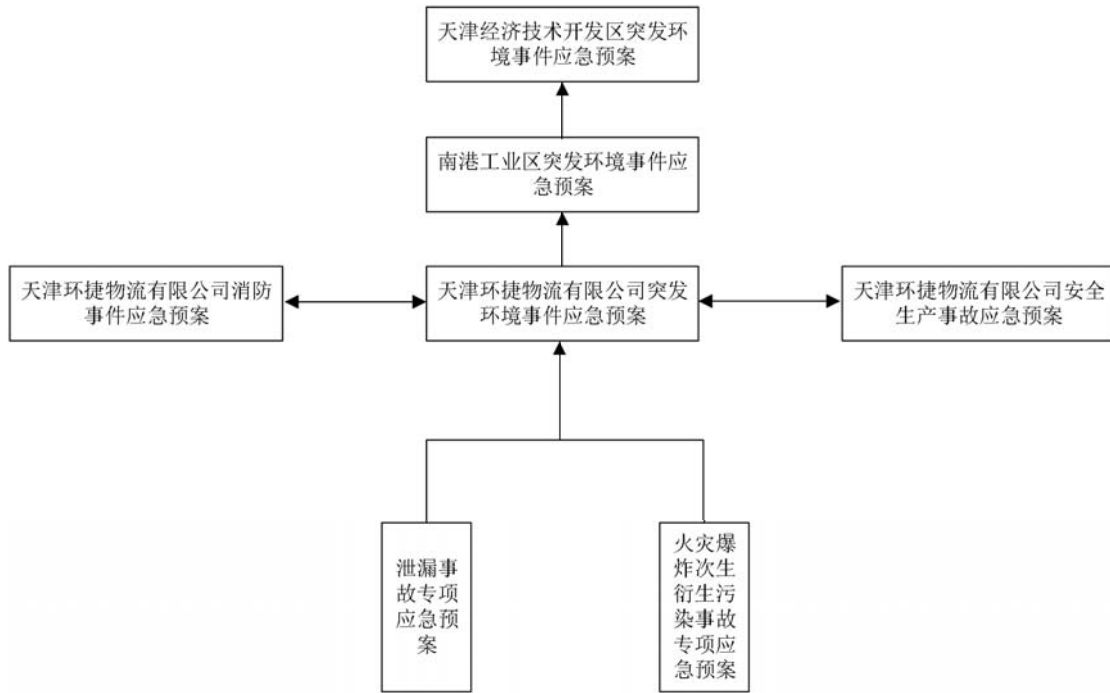 天津经济技术开发区突发环
境事件应急预案
南港工业区突发环境事件应
急预案
天津环捷物流有限公司消防
事件应急预案
天津环捷物流有限公司突发
环境事件应急预案
天津环捷物流有限公司安全
生产事故应急预案
泄漏事
故专项
应急预
案
火灾爆
炸次生
衍生污
染事故
专项应
急预案